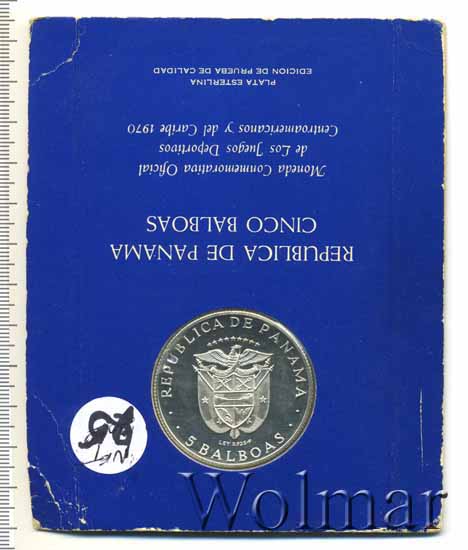 REPUBLICA DE PANAMA
CINCO BALBOAS
Moneda Conmemorativa Oficial
de Los Juegos Deportivos
Centroamericanos y del Caribe 1970
PLATA ESTERLINA
EDICION DE PRUEBA DE CALIDAD
REPUBLICA DE PANAMA
5 BALBOAS
Wolmar